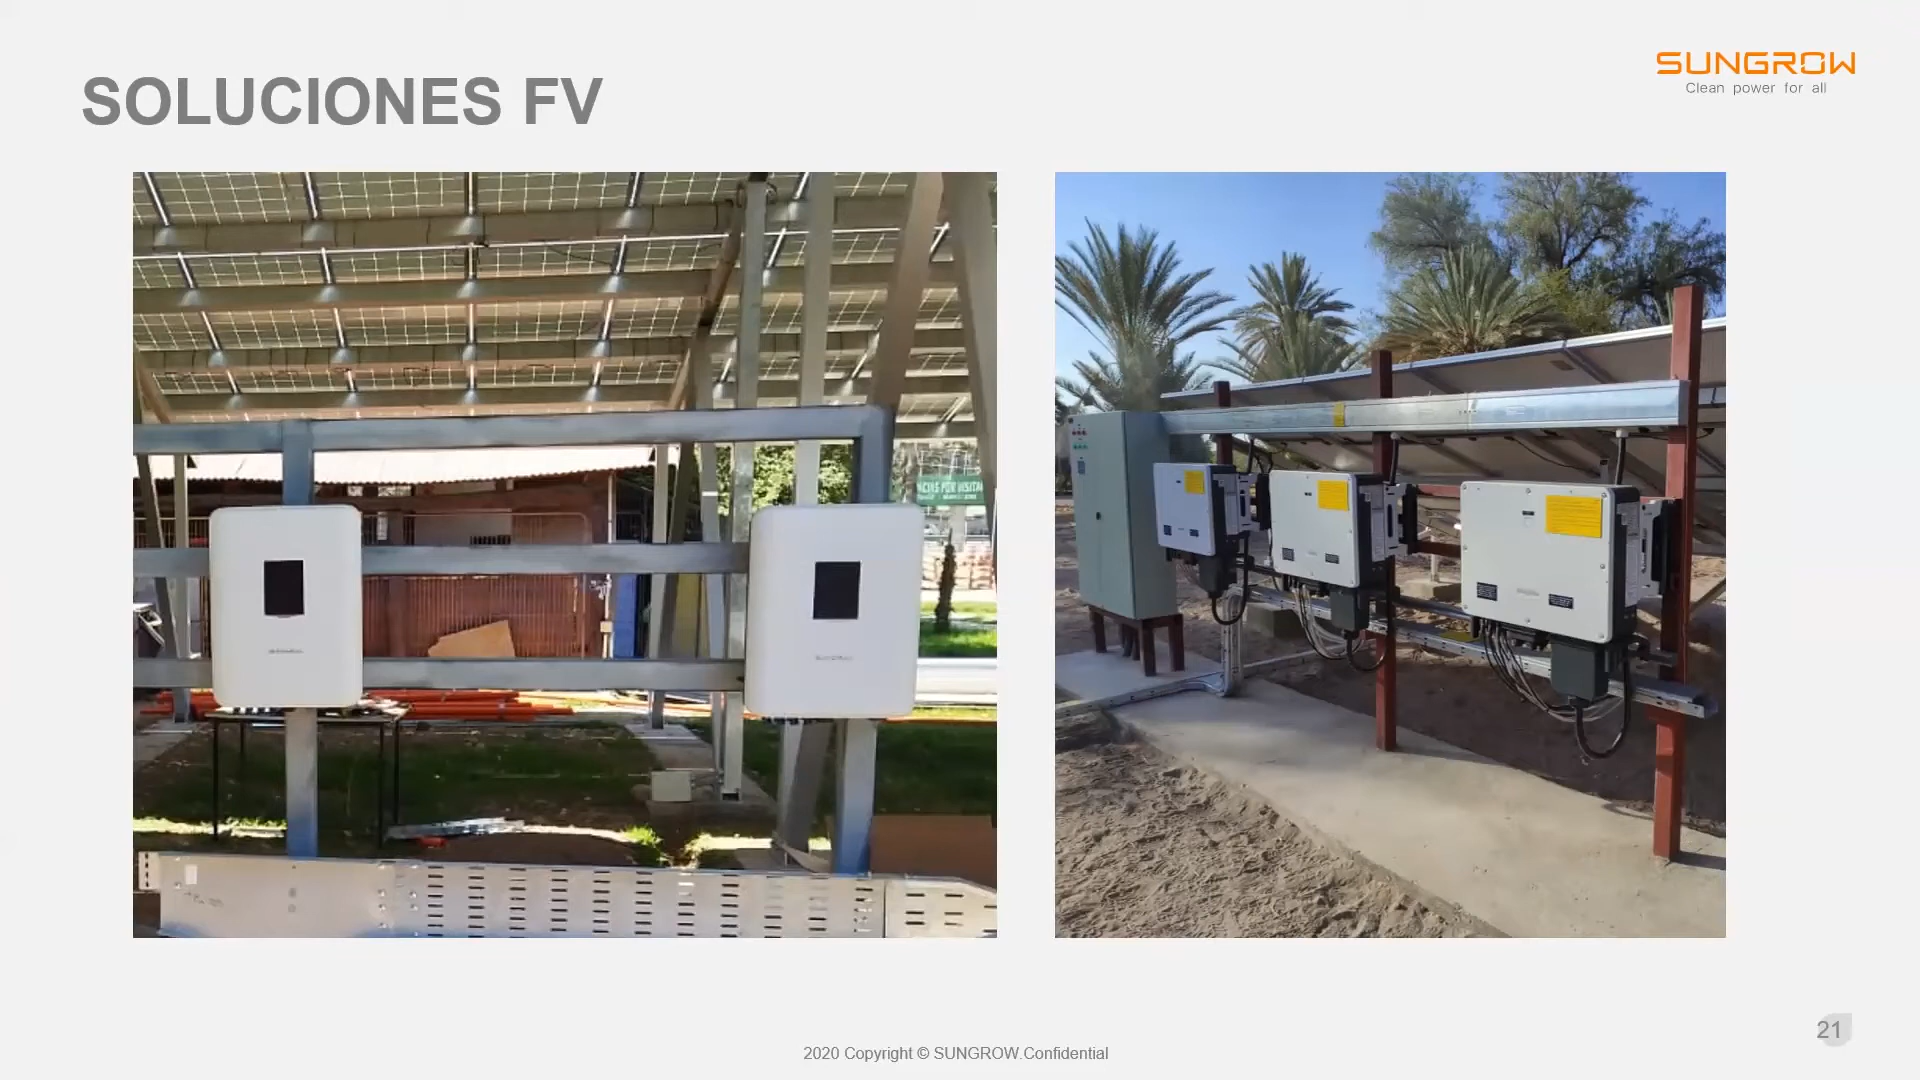 SOLUCIONES FV
SUNGROW
Clean power for all
21
2020 Copyright © SUNGROW.Confidential